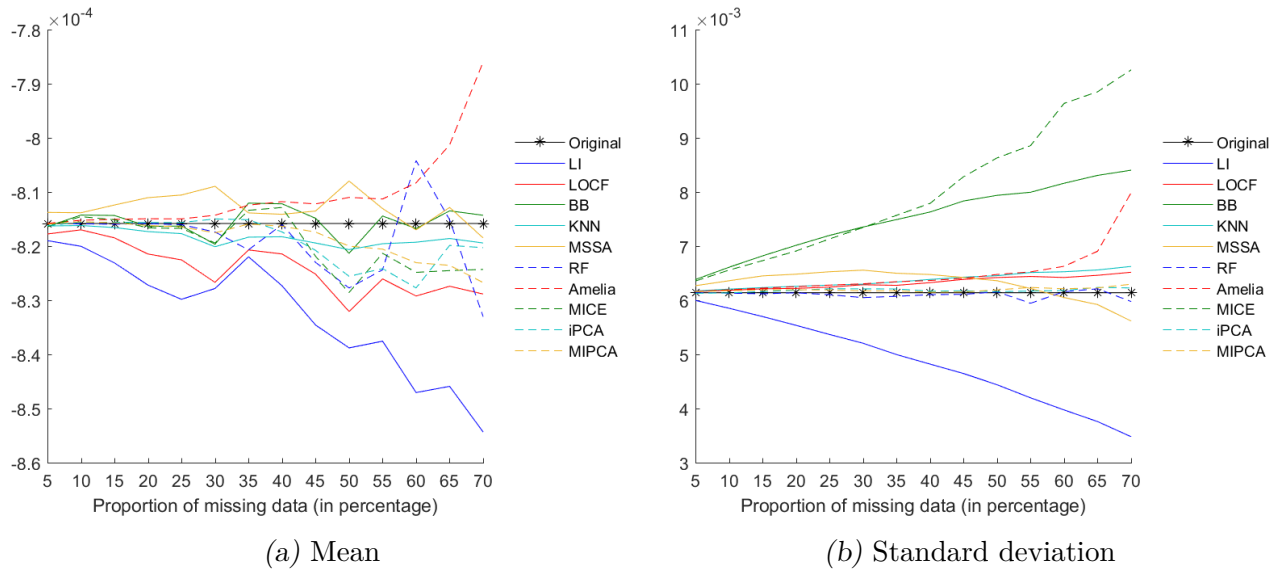 ×10⁻⁴
-7.8
-7.9
-8
-8.1
-8.2
-8.3
-8.4
-8.5
-8.6
5 10 15 20 25 30 35 40 45 50 55 60 65 70
Proportion of missing data (in percentage)
Original
LI
LOCF
BB
KNN
MSSA
RF
Amelia
MICE
iPCA
MIPCA
(a) Mean
×10⁻³
11
10
9
8
7
6
5
4
3
5 10 15 20 25 30 35 40 45 50 55 60 65 70
Proportion of missing data (in percentage)
Original
LI
LOCF
BB
KNN
MSSA
RF
Amelia
MICE
iPCA
MIPCA
(b) Standard deviation